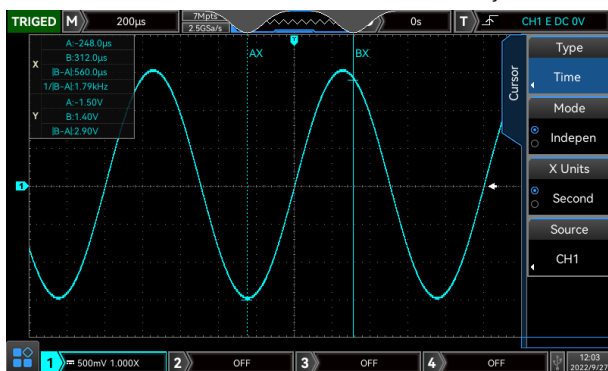 TRIGED M 200μs 7Mpts 2.5GSa/s 0s T CH1 E DC 0V
X
A:-248.0μs
B:312.0μs
|B-A|:560.0μs
1/|B-A|:1.79kHz
Y
A:-1.50V
B:1.40V
|B-A|:2.90V
T
AX BX
1
Cursor
Type
Time
Mode
Indepen
X Units
Second
Source
CH1
1 500mV 1.000X 2 OFF 3 OFF 4 OFF
12:03
2022/9/27